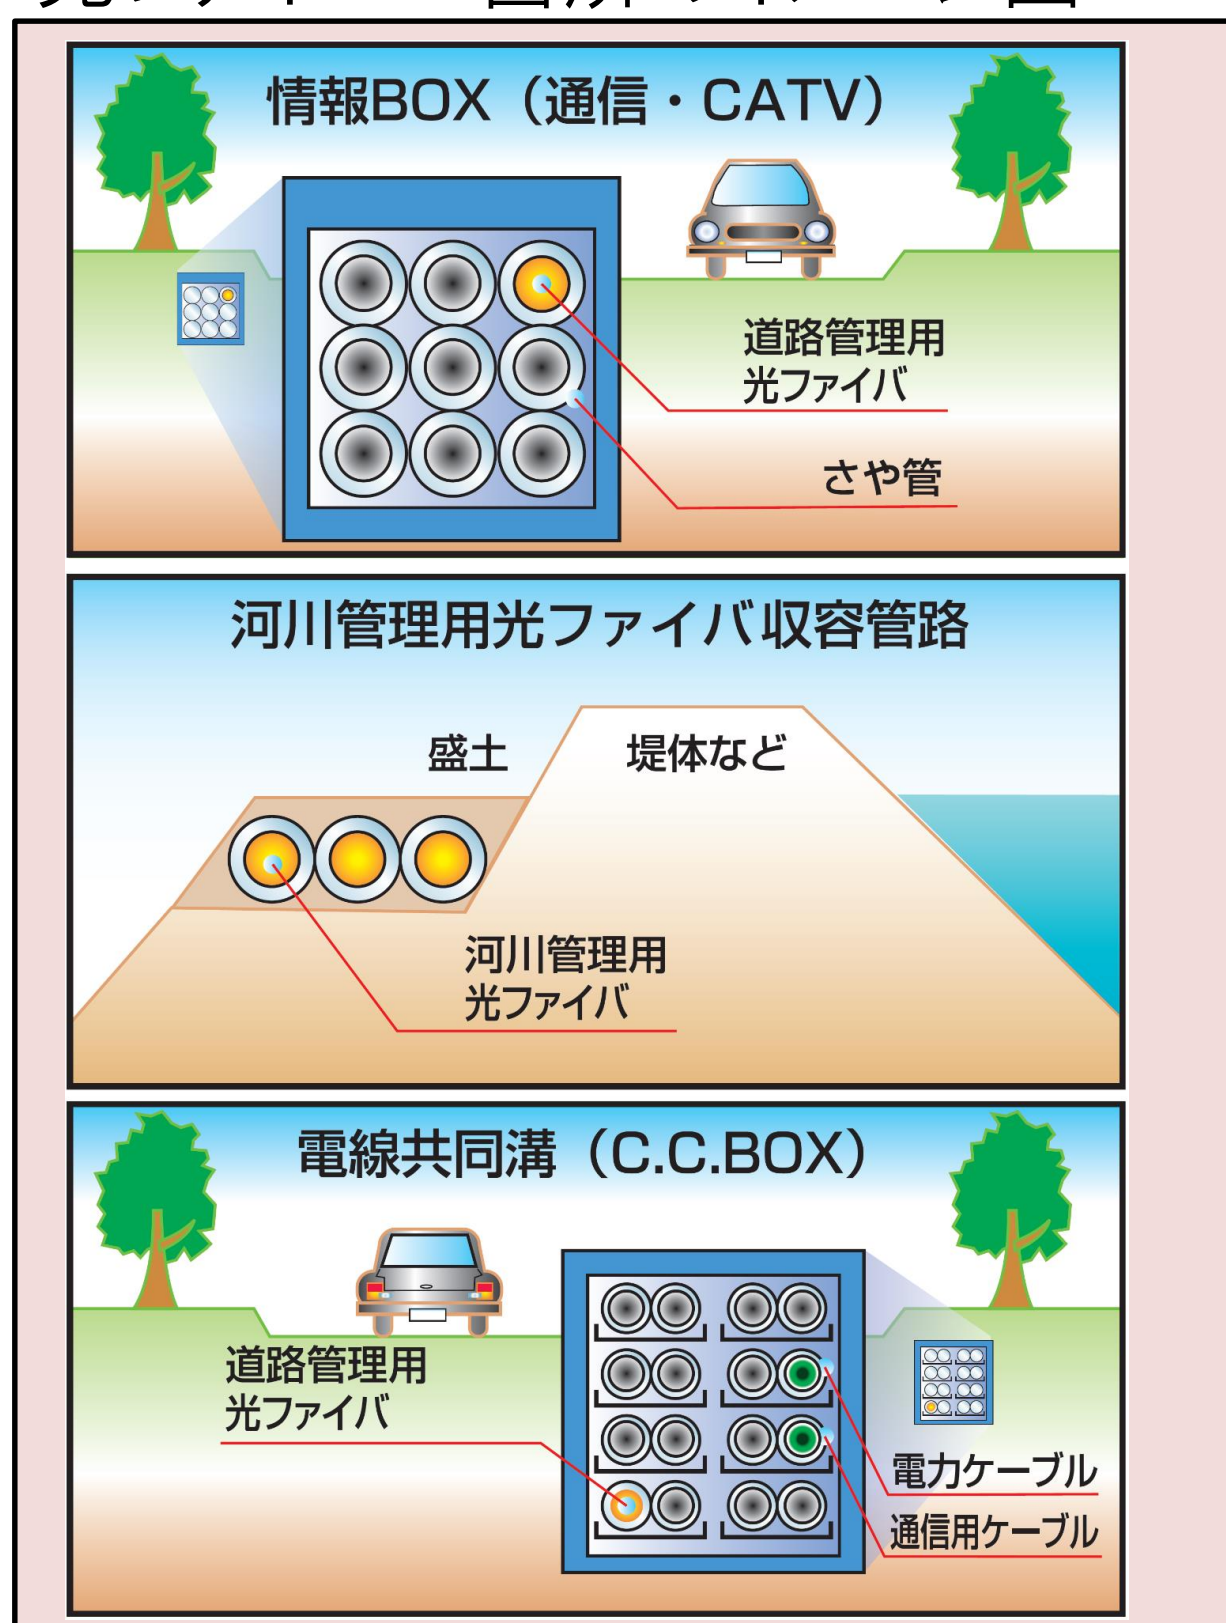 情報BOX（通信・CATV）
道路管理用
光ファイバ
さや管
河川管理用光ファイバ収容管路
盛土
堤体など
河川管理用
光ファイバ
電線共同溝（C.C.BOX）
道路管理用
光ファイバ
電力ケーブル
通信用ケーブル